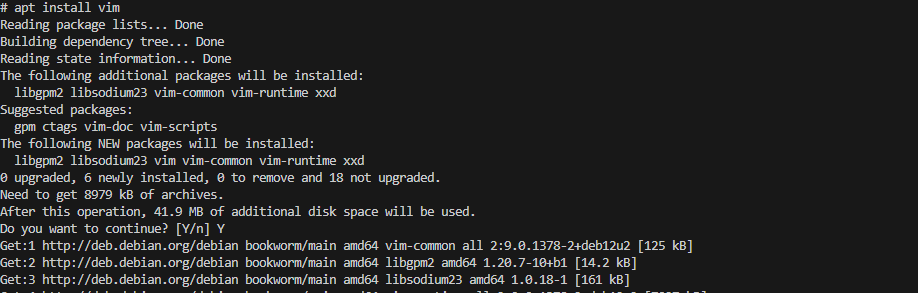 # apt install vim
Reading package lists... Done
Building dependency tree... Done
Reading state information... Done
The following additional packages will be installed:
  libgpm2 libsodium23 vim-common vim-runtime xxd
Suggested packages:
  gpm ctags vim-doc vim-scripts
The following NEW packages will be installed:
  libgpm2 libsodium23 vim vim-common vim-runtime xxd
0 upgraded, 6 newly installed, 0 to remove and 18 not upgraded.
Need to get 8979 kB of archives.
After this operation, 41.9 MB of additional disk space will be used.
Do you want to continue? [Y/n] Y
Get:1 http://deb.debian.org/debian bookworm/main amd64 vim-common all 2:9.0.1378-2+deb12u2 [125 kB]
Get:2 http://deb.debian.org/debian bookworm/main amd64 libgpm2 amd64 1.20.7-10+b1 [14.2 kB]
Get:3 http://deb.debian.org/debian bookworm/main amd64 libsodium23 amd64 1.0.18-1 [161 kB]